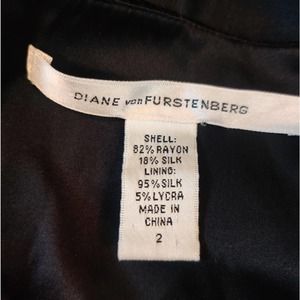 DIANE von FURSTENBERG
SHELL:
82% RAYON
18% SILK
LINING:
95% SILK
5% LYCRA
MADE IN
CHINA
2